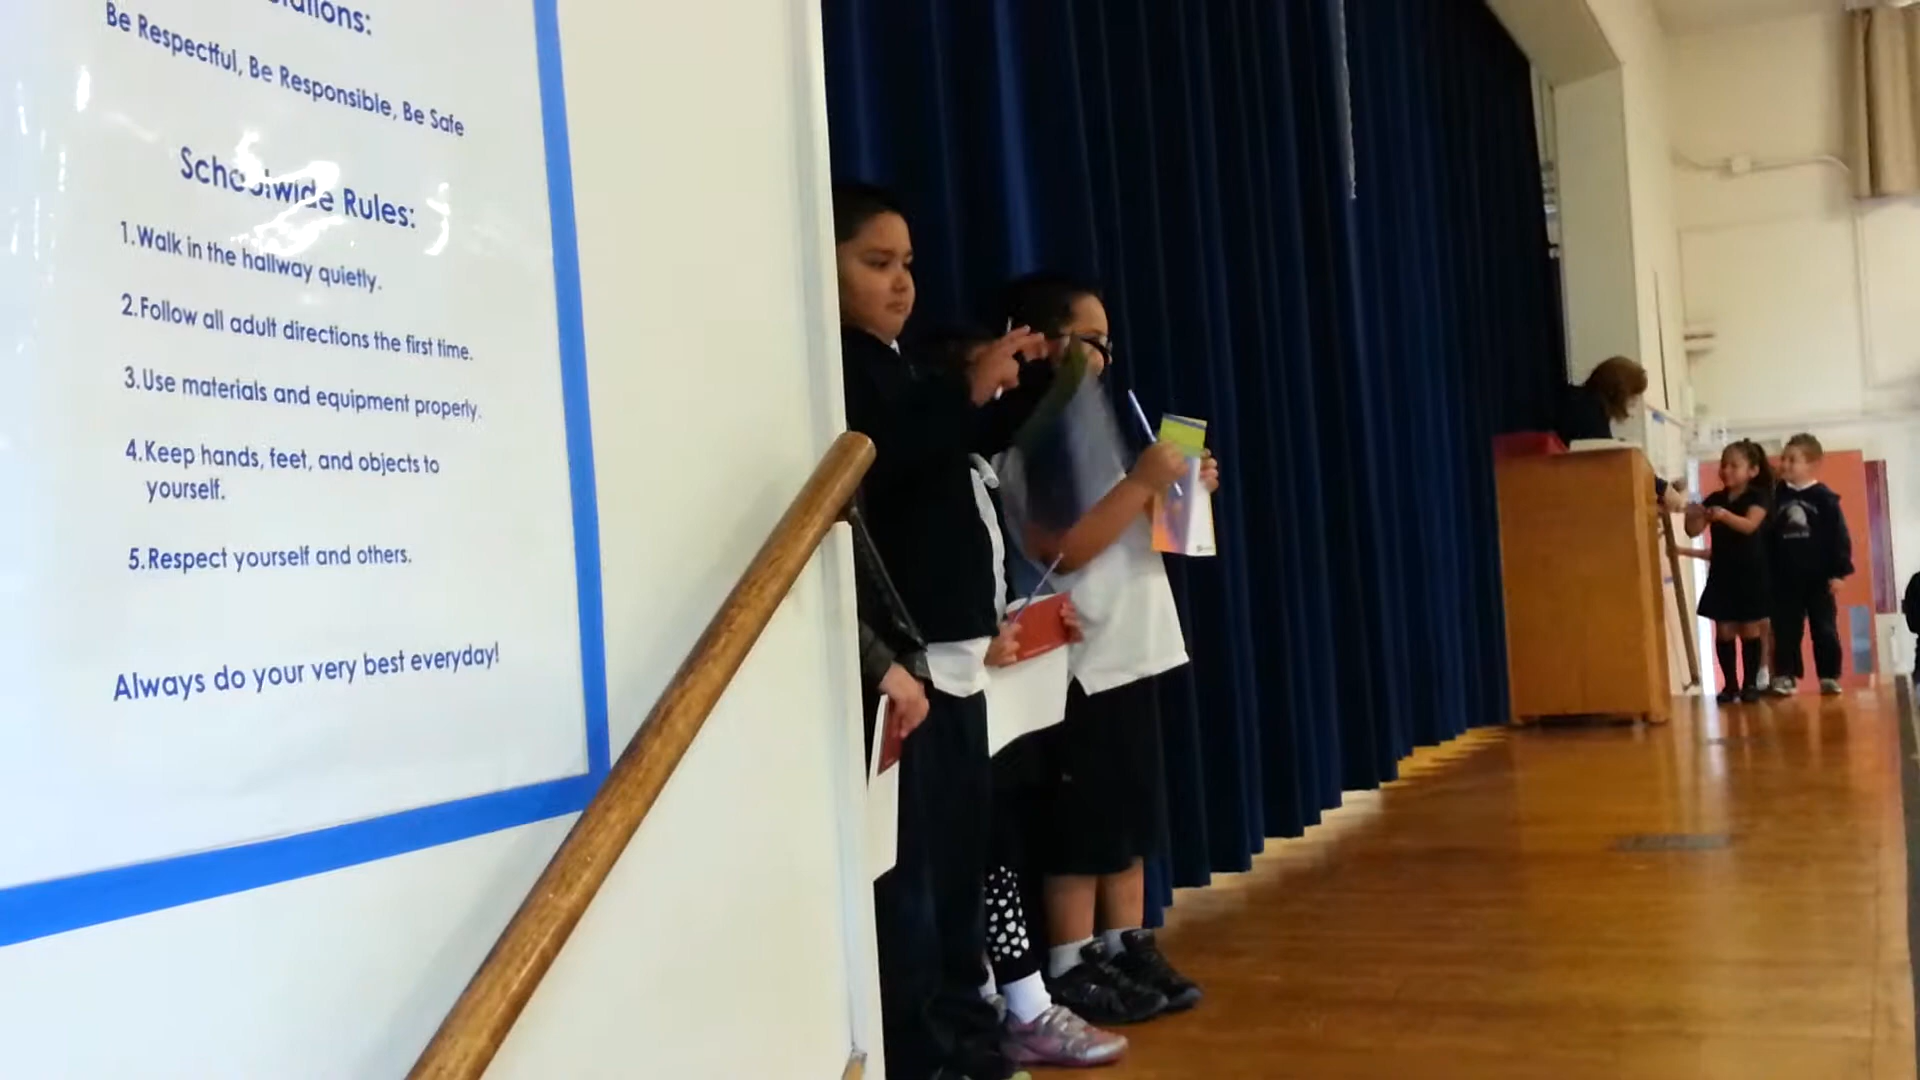 Be Respectful, Be Responsible, Be Safe
Schoolwide Rules:
1.Walk in the hallway quietly.
2.Follow all adult directions the first time.
3.Use materials and equipment properly.
4.Keep hands, feet, and objects to
yourself.
5.Respect yourself and others.
Always do your very best everyday!